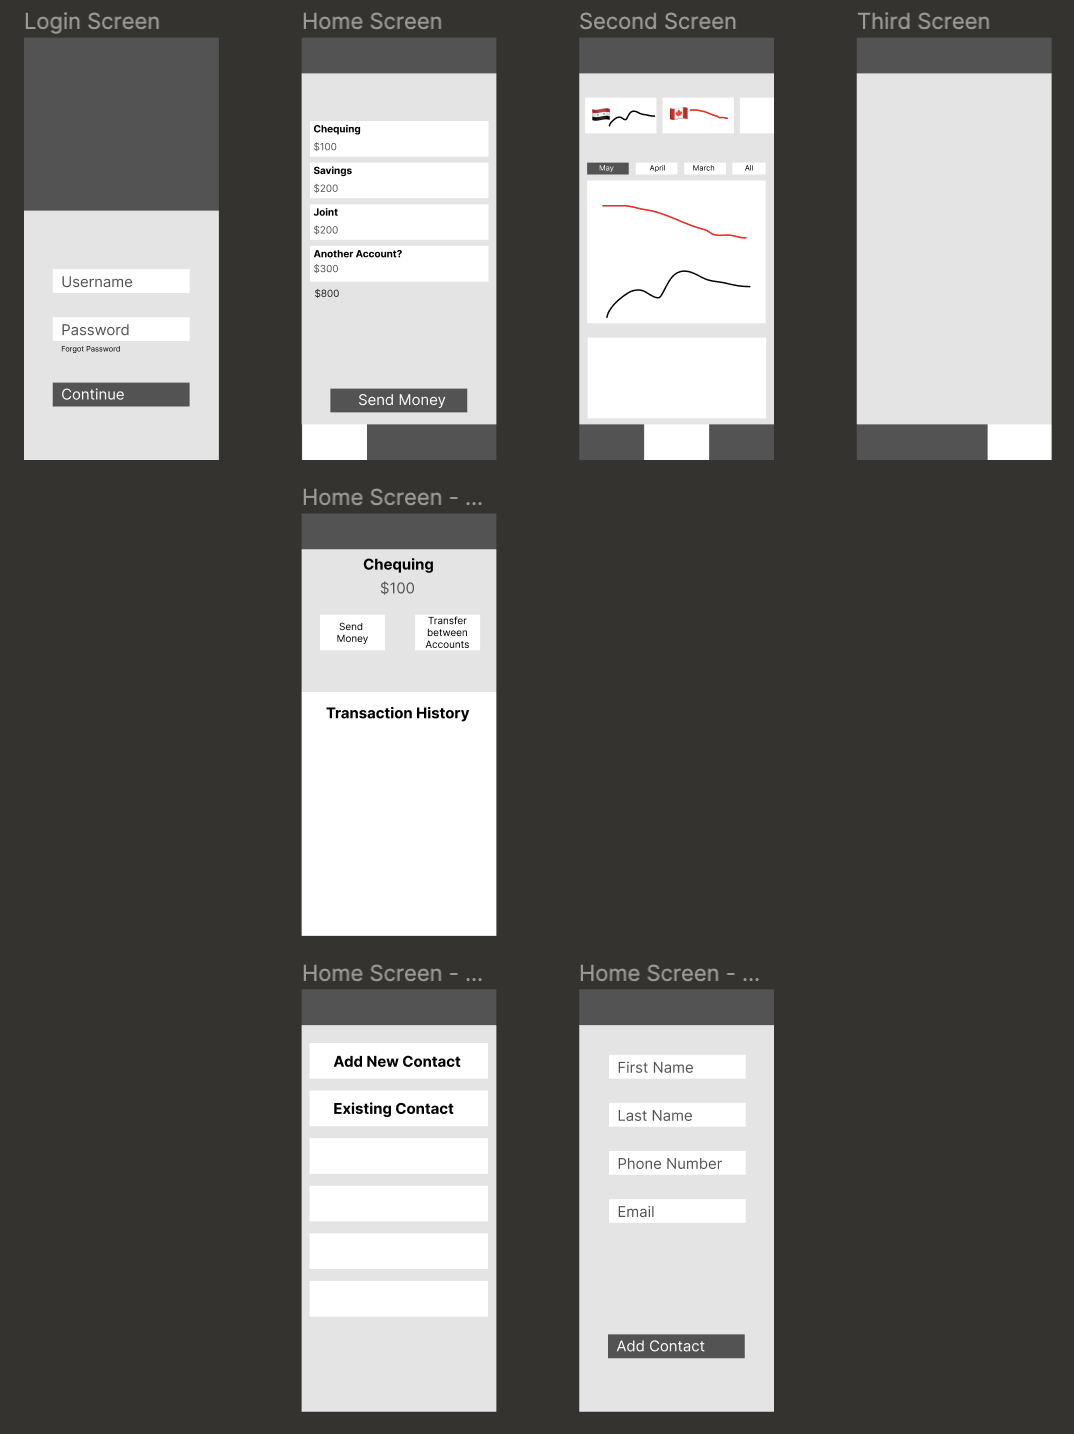 Login Screen
Home Screen
Second Screen
Third Screen
Username
Password
Forgot Password
Continue
Chequing
$100
Savings
$200
Joint
$200
Another Account?
$300
$800
Send Money
May
April
March
All
Home Screen - ...
Chequing
$100
Send
Money
Transfer
between
Accounts
Transaction History
Home Screen - ...
Home Screen - ...
Add New Contact
Existing Contact
First Name
Last Name
Phone Number
Email
Add Contact